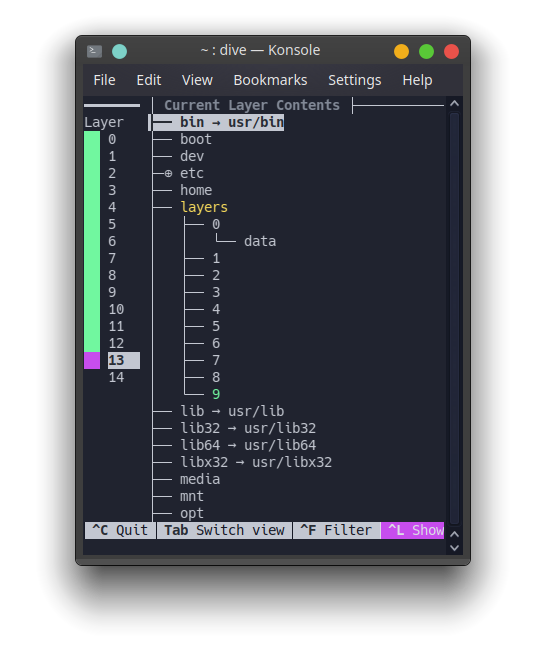 ~ : dive — Konsole
File Edit View Bookmarks Settings Help
Current Layer Contents
Layer bin → usr/bin
0 boot
1 dev
2 etc
3 home
4 layers
5 0
6 data
7 1
8 2
9 3
10 4
11 5
12 6
13 7
14 8
9
lib → usr/lib
lib32 → usr/lib32
lib64 → usr/lib64
libx32 → usr/libx32
media
mnt
opt
^C Quit Tab Switch view ^F Filter ^L Show